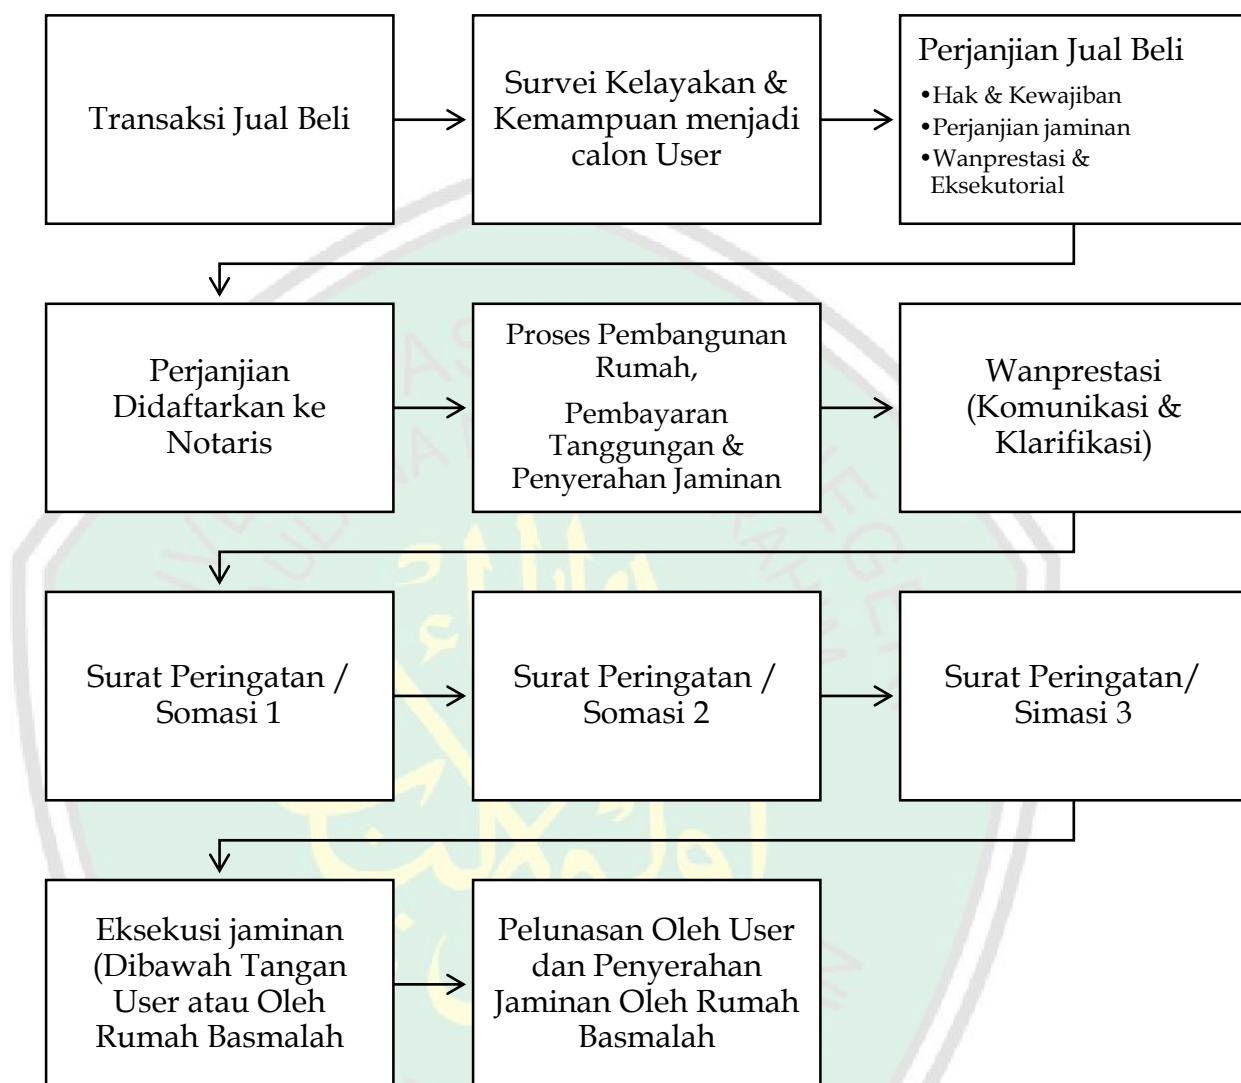 Transaksi Jual Beli
Survei Kelayakan &
Kemampuan menjadi
calon User
Perjanjian Jual Beli
•Hak & Kewajiban
•Perjanjian jaminan
•Wanprestasi &
Eksekutorial
Perjanjian
Didaftarkan ke
Notaris
Proses Pembangunan
Rumah,
Pembayaran
Tanggungan &
Penyerahan Jaminan
Wanprestasi
(Komunikasi &
Klarifikasi)
Surat Peringatan /
Somasi 1
Surat Peringatan /
Somasi 2
Surat Peringatan/
Simasi 3
Eksekusi jaminan
(Dibawah Tangan
User atau Oleh
Rumah Basmalah
Pelunasan Oleh User
dan Penyerahan
Jaminan Oleh Rumah
Basmalah